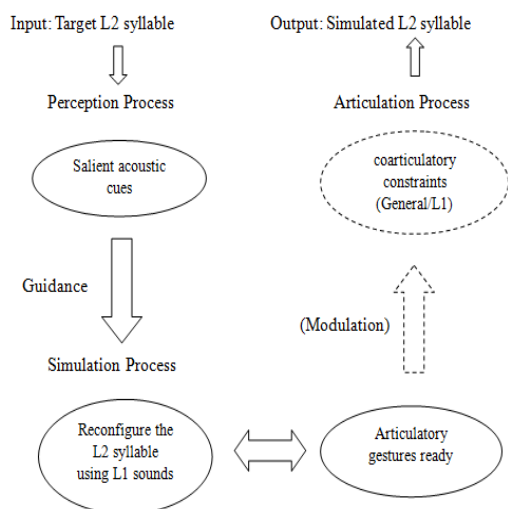 Input: Target L2 syllable
Perception Process
Salient acoustic
cues
Guidance
Simulation Process
Reconfigure the
L2 syllable
using L1 sounds
Articulatory
gestures ready
(Modulation)
coarticulatory
constraints
(General/L1)
Articulation Process
Output: Simulated L2 syllable